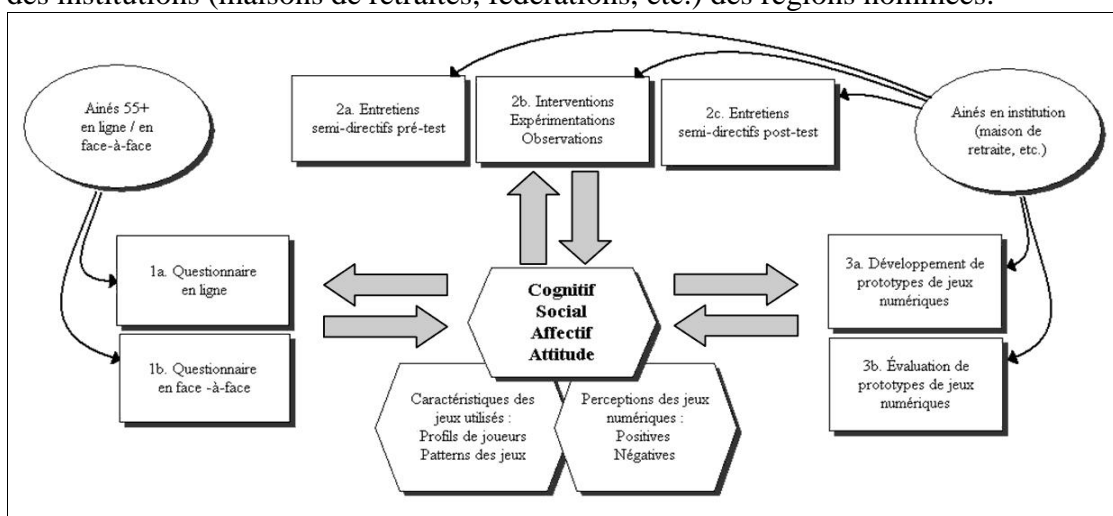 des institutions (maisons de retraites, fédérations, etc.) des régions nommées.
Ainés 55+
en ligne / en
face-à-face
2a. Entretiens
semi-directifs pré-test
2b. Interventions
Expérimentations
Observations
2c. Entretiens
semi-directifs post-test
Ainés en institution
(maison de
retraite, etc.)
1a. Questionnaire
en ligne
1b. Questionnaire
en face -à-face
Cognitif
Social
Affectif
Attitude
Caractéristiques des
jeux utilisés :
Profils de joueurs
Patterns des jeux
Perceptions des jeux
numériques :
Positives
Négatives
3a. Développement de
prototypes de jeux
numériques
3b. Évaluation de
prototypes de jeux
numériques